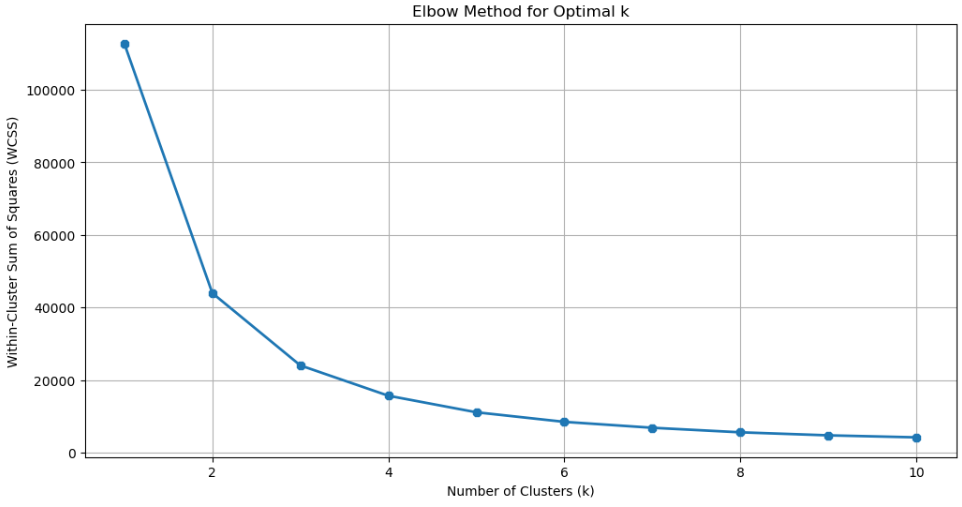 Elbow Method for Optimal k
Within-Cluster Sum of Squares (WCSS)
100000
80000
60000
40000
20000
0
2 4 6 8 10
Number of Clusters (k)